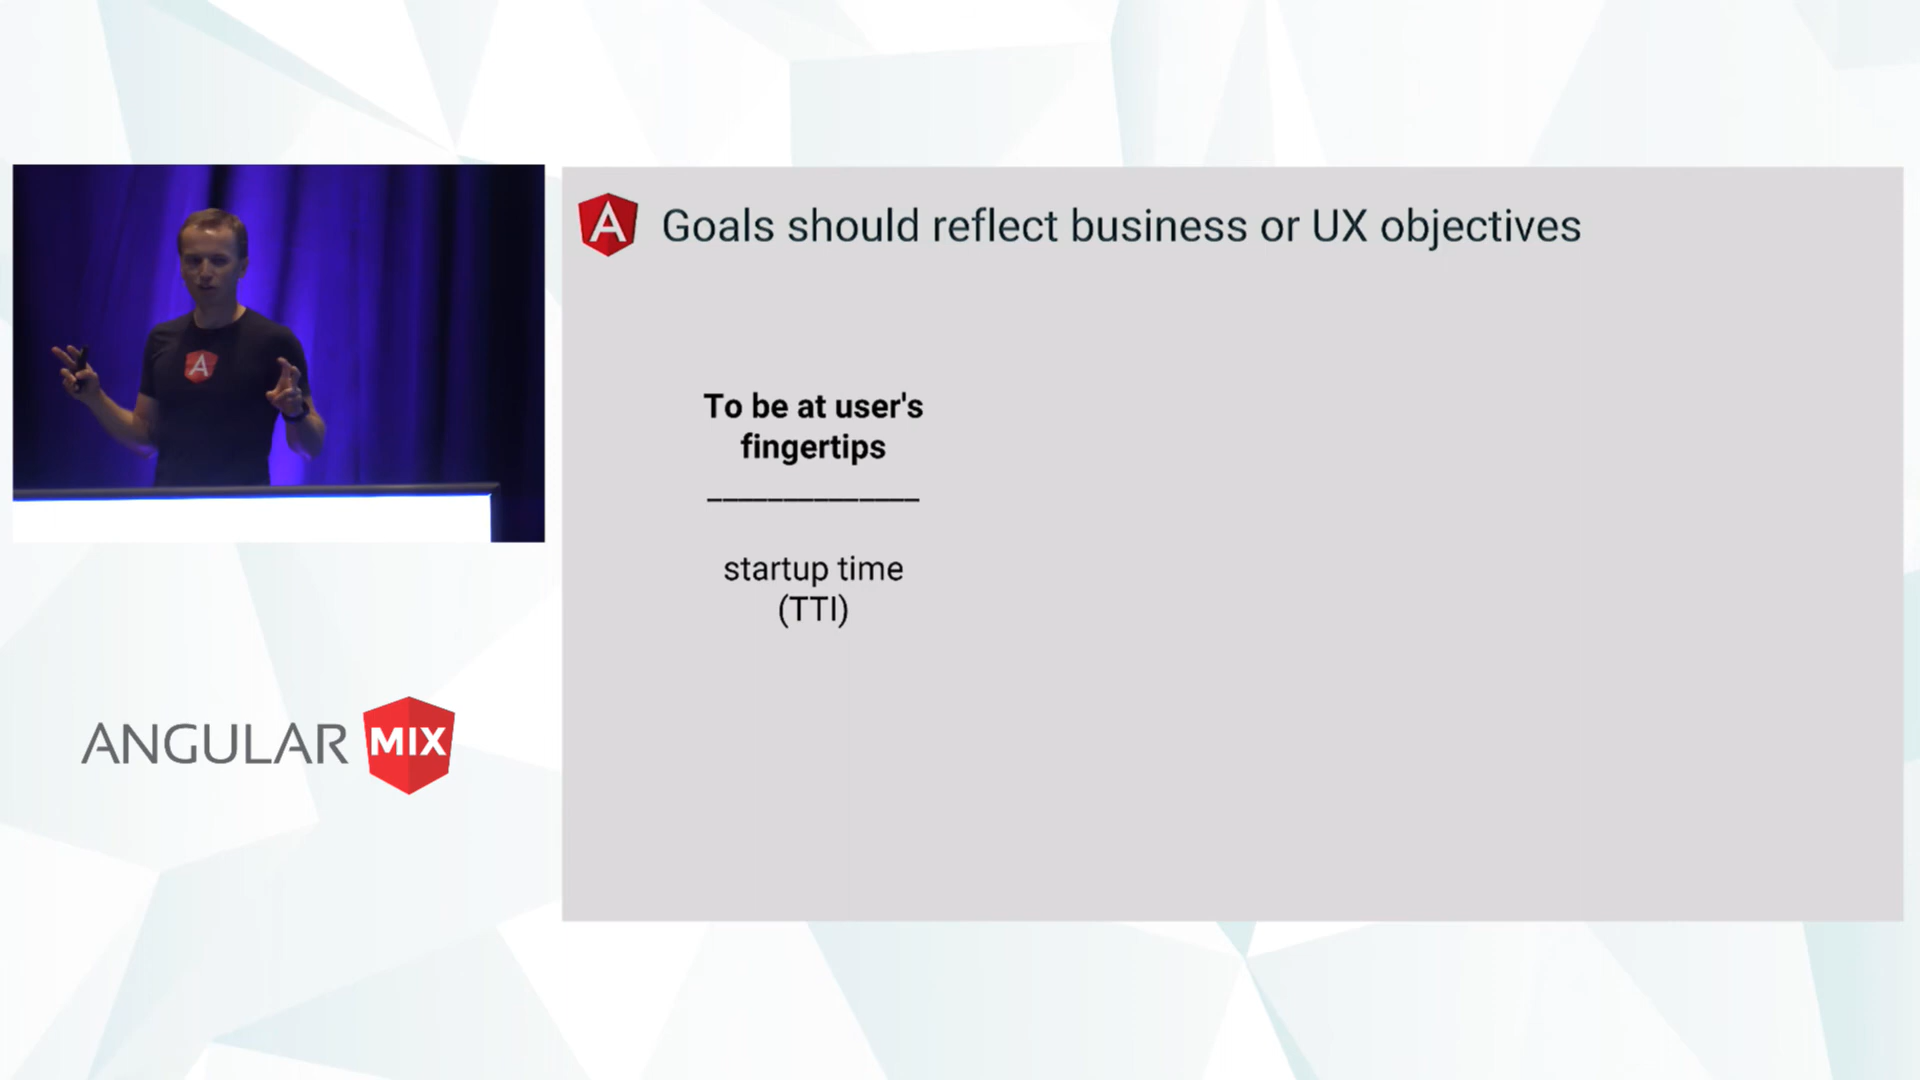 Goals should reflect business or UX objectives
To be at user's
fingertips
startup time
(TTI)
ANGULAR MIX